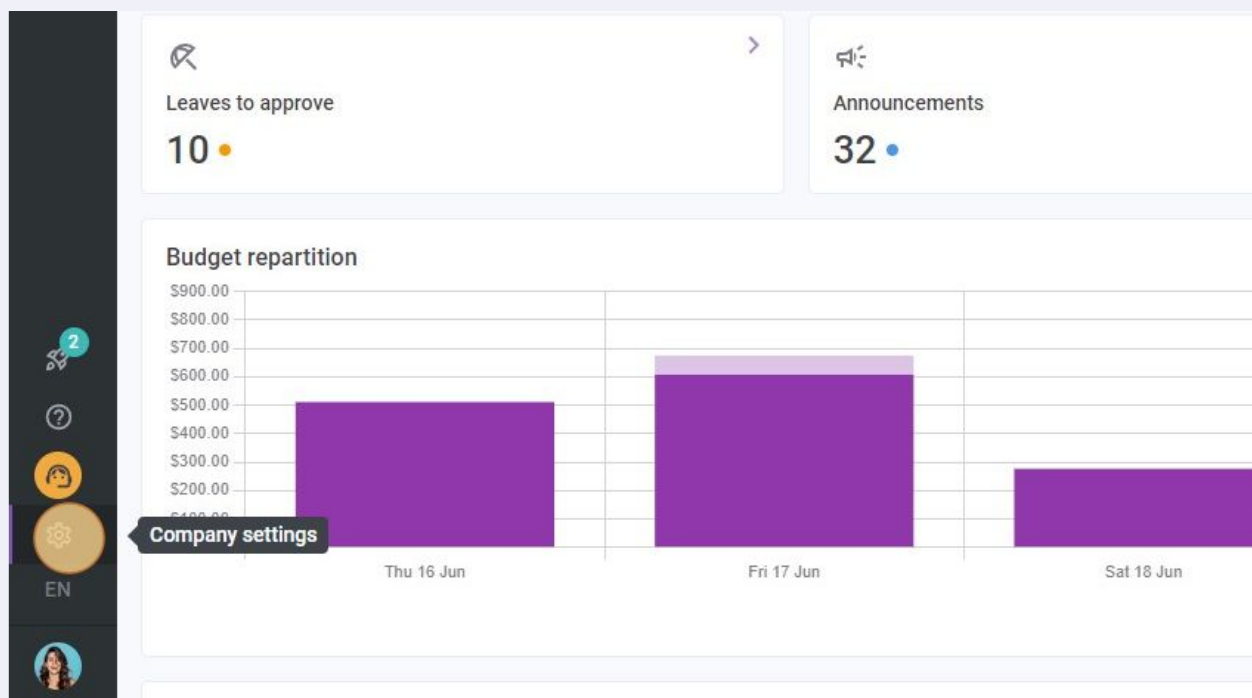 Leaves to approve
10
Announcements
32
Budget repartition
$900.00
$800.00
$700.00
$600.00
$500.00
$400.00
$300.00
$200.00
2
Company settings
EN
Thu 16 Jun
Fri 17 Jun
Sat 18 Jun